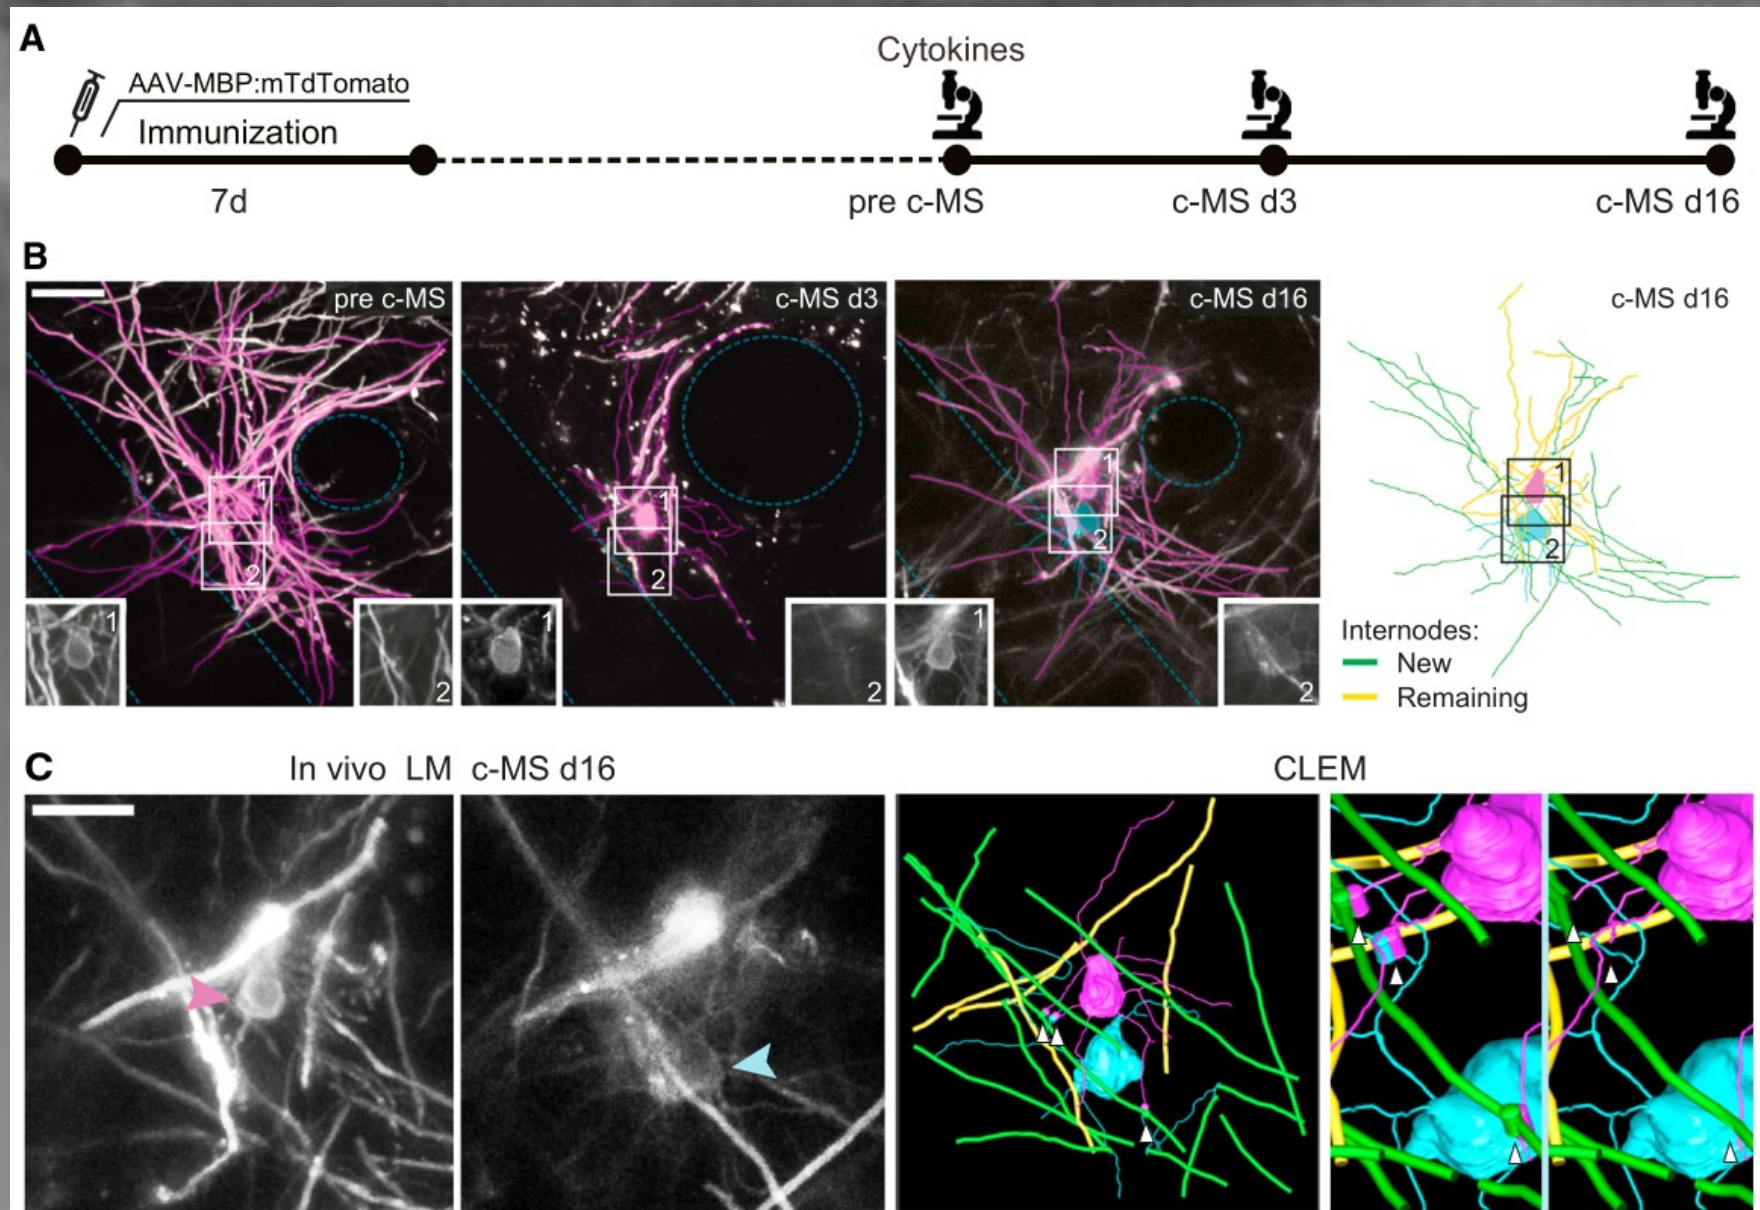 A
Cytokines
AAV-MBP:mTdTomato
Immunization
7d
pre c-MS
c-MS d3
c-MS d16
B
pre c-MS
1
2
1
2
c-MS d3
1
2
1
2
c-MS d16
1
2
1
2
c-MS d16
1
2
Internodes:
New
Remaining
C
In vivo LM c-MS d16
CLEM